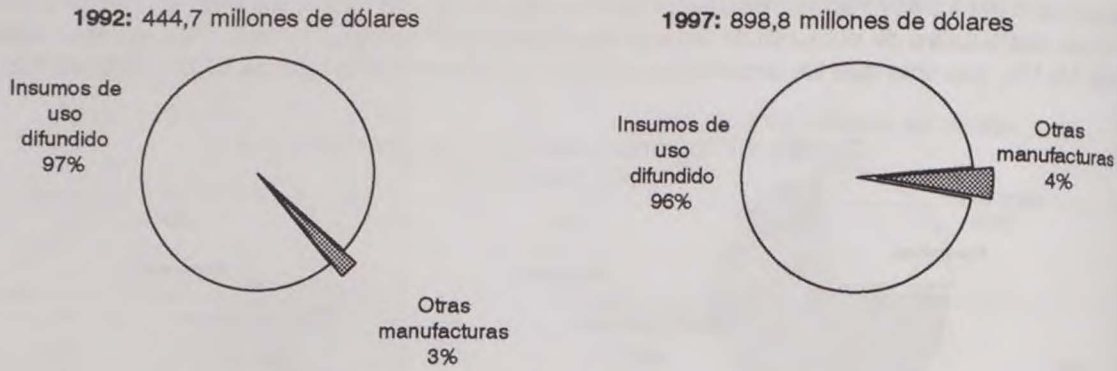 1992: 444,7 millones de dólares
Insumos de
uso
difundido
97%
Otras
manufacturas
3%
1997: 898,8 millones de dólares
Insumos de
uso
difundido
96%
Otras
manufacturas
4%